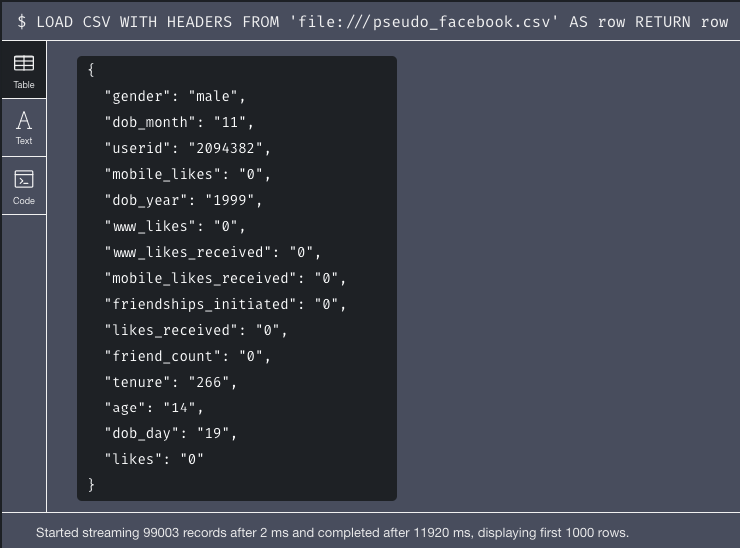 $ LOAD CSV WITH HEADERS FROM 'file:///pseudo_facebook.csv' AS row RETURN row
Table
Text
Code
{
"gender": "male",
"dob_month": "11",
"userid": "2094382",
"mobile_likes": "0",
"dob_year": "1999",
"www_likes": "0",
"www_likes_received": "0",
"mobile_likes_received": "0",
"friendships_initiated": "0",
"likes_received": "0",
"friend_count": "0",
"tenure": "266",
"age": "14",
"dob_day": "19",
"likes": "0"
}
Started streaming 99003 records after 2 ms and completed after 11920 ms, displaying first 1000 rows.